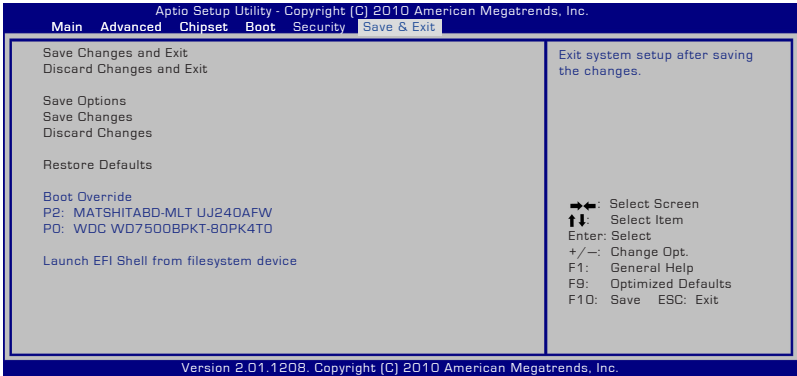 Aptio Setup Utility - Copyright (C) 2010 American Megatrends, Inc.
Main Advanced Chipset Boot Security Save & Exit
Save Changes and Exit
Discard Changes and Exit
Save Options
Save Changes
Discard Changes
Restore Defaults
Boot Override
P2: MATSHITABD-MLT UJ240AFW
P0: WDC WD7500BPKT-80PK4T0
Launch EFI Shell from filesystem device
Exit system setup after saving
the changes.
→←: Select Screen
↑↓: Select Item
Enter: Select
+/—: Change Opt.
F1: General Help
F9: Optimized Defaults
F10: Save ESC: Exit
Version 2.01.1208. Copyright (C) 2010 American Megatrends, Inc.